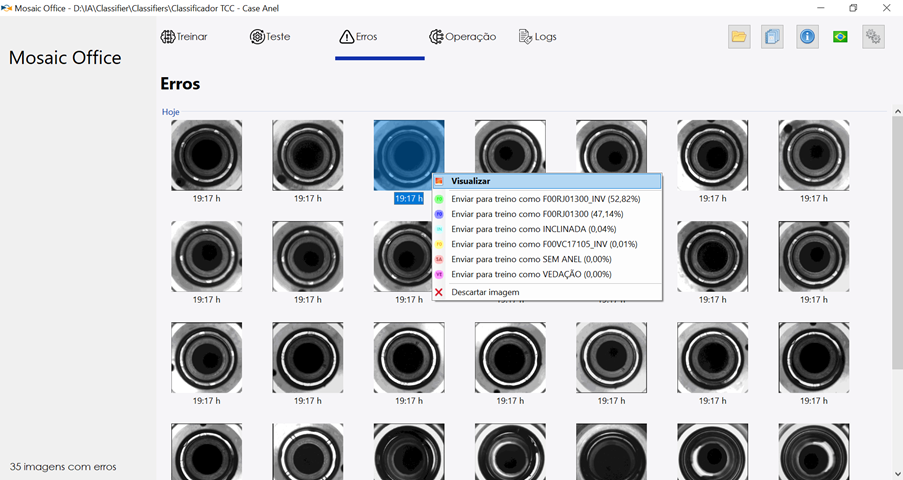 Mosaic Office - D:\IA\Classifier\Classifiers\Classificador TCC - Case Anel
Mosaic Office
Treinar
Teste
Erros
Operação
Logs
Erros
Hoje
19:17 h
19:17 h
19:17 h
19:17 h
19:17 h
Visualizar
Enviar para treino como F00RJ01300_INV (52,82%)
Enviar para treino como F00RJ01300 (47,14%)
Enviar para treino como INCLINADA (0,04%)
Enviar para treino como F00VC17105_INV (0,01%)
SA Enviar para treino como SEM ANEL (0,00%)
VE Enviar para treino como VEDAÇÃO (0,00%)
Descartar imagem
19:17 h
19:17 h
19:17 h
19:17 h
19:17 h
19:17 h
19:17 h
19:17 h
19:17 h
19:17 h
19:17 h
19:17 h
19:17 h
19:17 h
35 imagens com erros